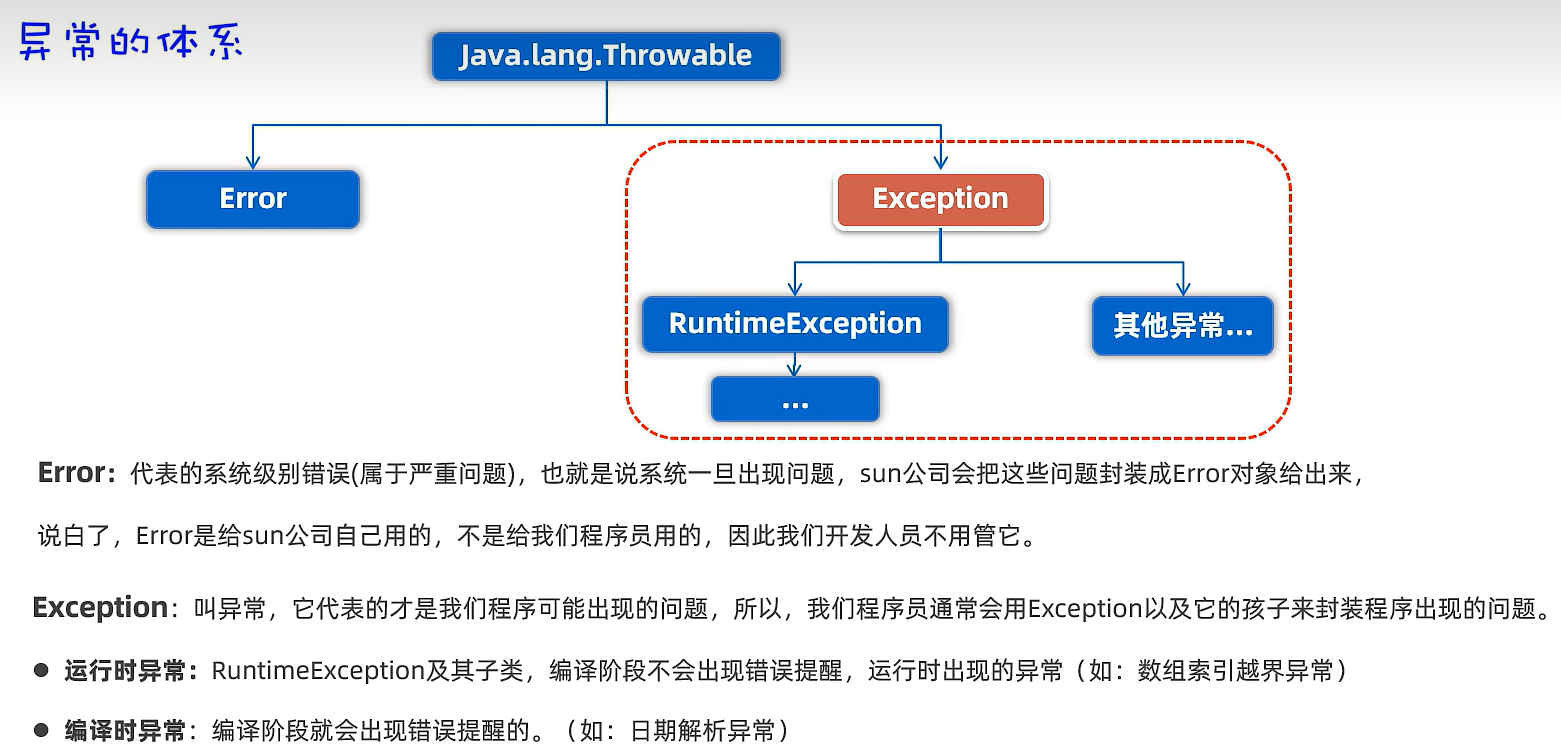 异常的体系
Java.lang.Throwable
Error
Exception
RuntimeException
其他异常...
...
Error：代表的系统级别错误(属于严重问题)，也就是说系统一旦出现问题，sun公司会把这些问题封装成Error对象给出来，
说白了，Error是给sun公司自己用的，不是给我们程序员用的，因此我们开发人员不用管它。
Exception：叫异常，它代表的才是我们程序可能出现的问题，所以，我们程序员通常会用Exception以及它的孩子来封装程序出现的问题。
● 运行时异常：RuntimeException及其子类，编译阶段不会出现错误提醒，运行时出现的异常（如：数组索引越界异常）
● 编译时异常：编译阶段就会出现错误提醒的。（如：日期解析异常）